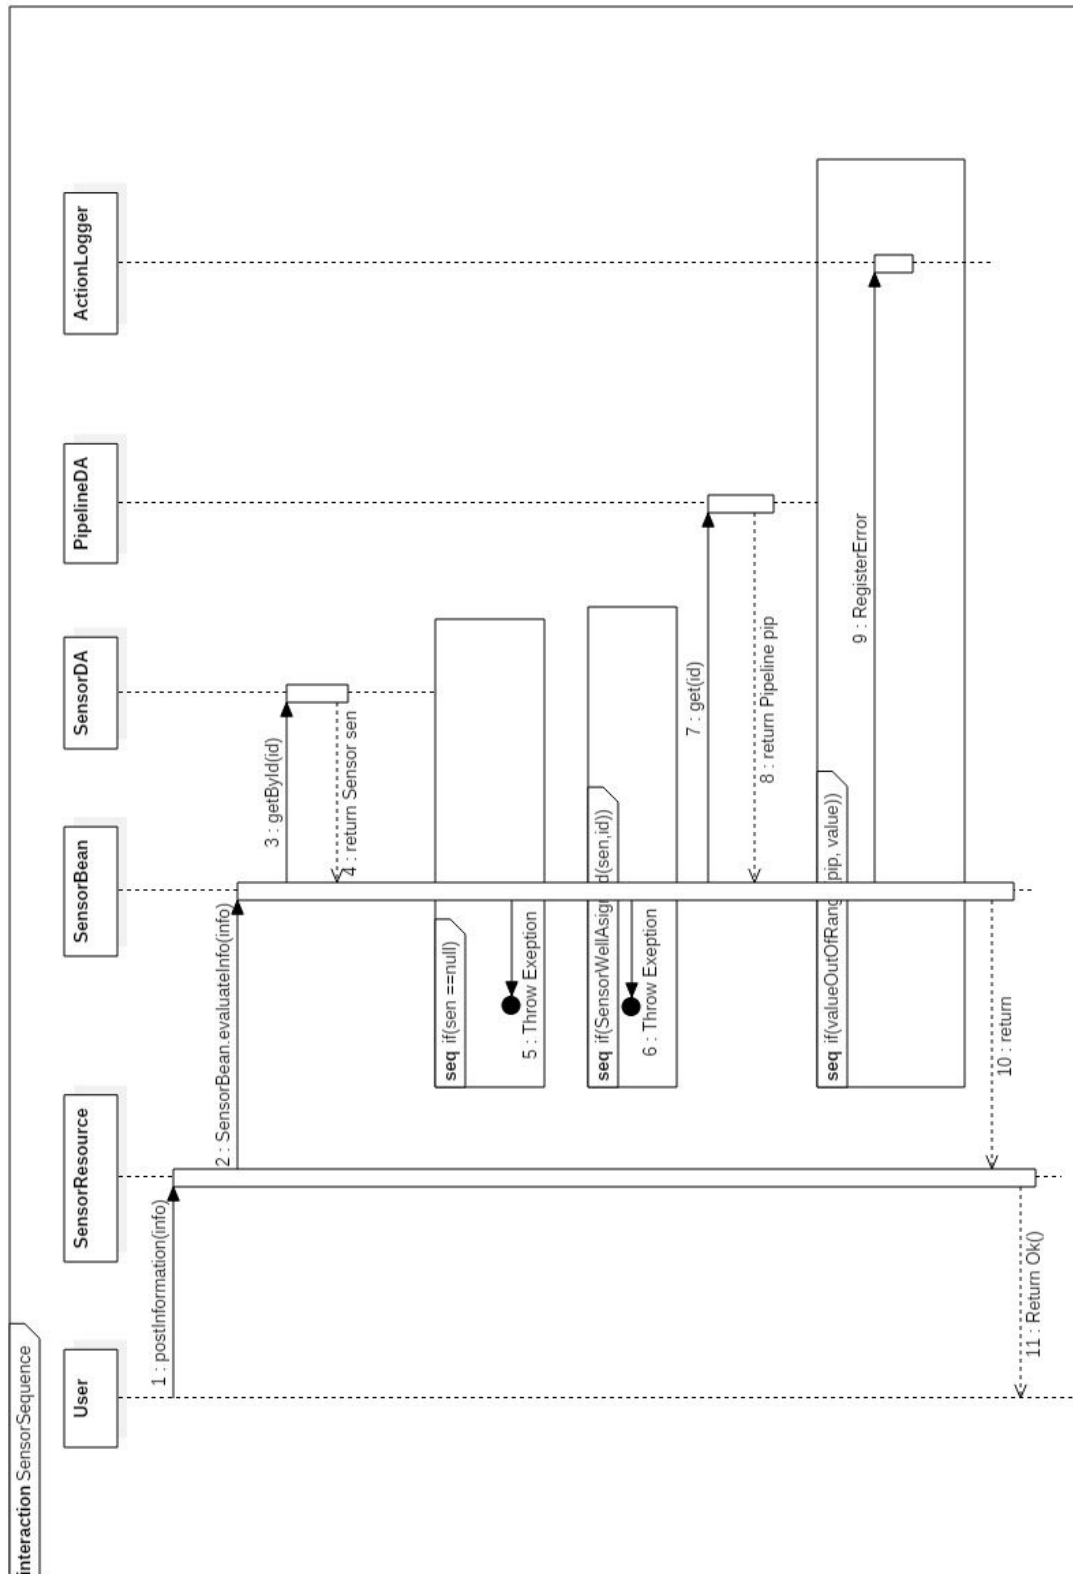 interaction SensorSequence
User
SensorResource
SensorBean
SensorDA
PipelineDA
ActionLogger
1 : postInformation(info)
2 : SensorBean.evaluateInfo(info)
3 : getById(id)
4 : return Sensor sen
seq if(sen ==null)
5 : Throw Exeption
seq if(SensorWellAsigned(sen,id))
6 : Throw Exeption
7 : get(id)
8 : return Pipeline pip
seq if(valueOutOfRange(pip, value))
9 : RegisterError
10 : return
11 : Return Ok()